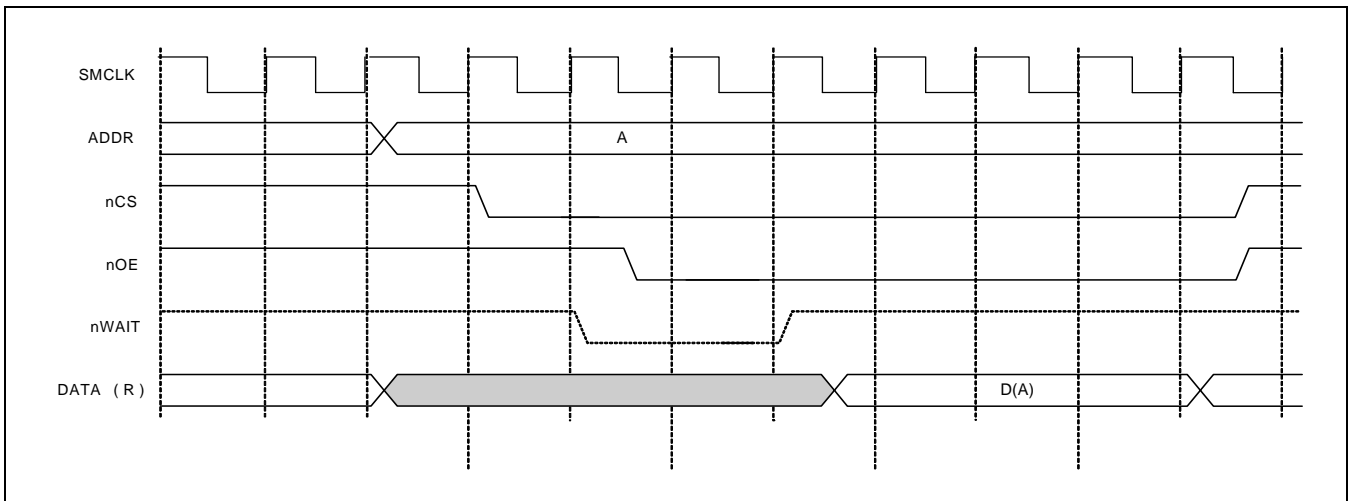 SMCLK
ADDR
A
nCS
nOE
nWAIT
DATA (R)
D(A)